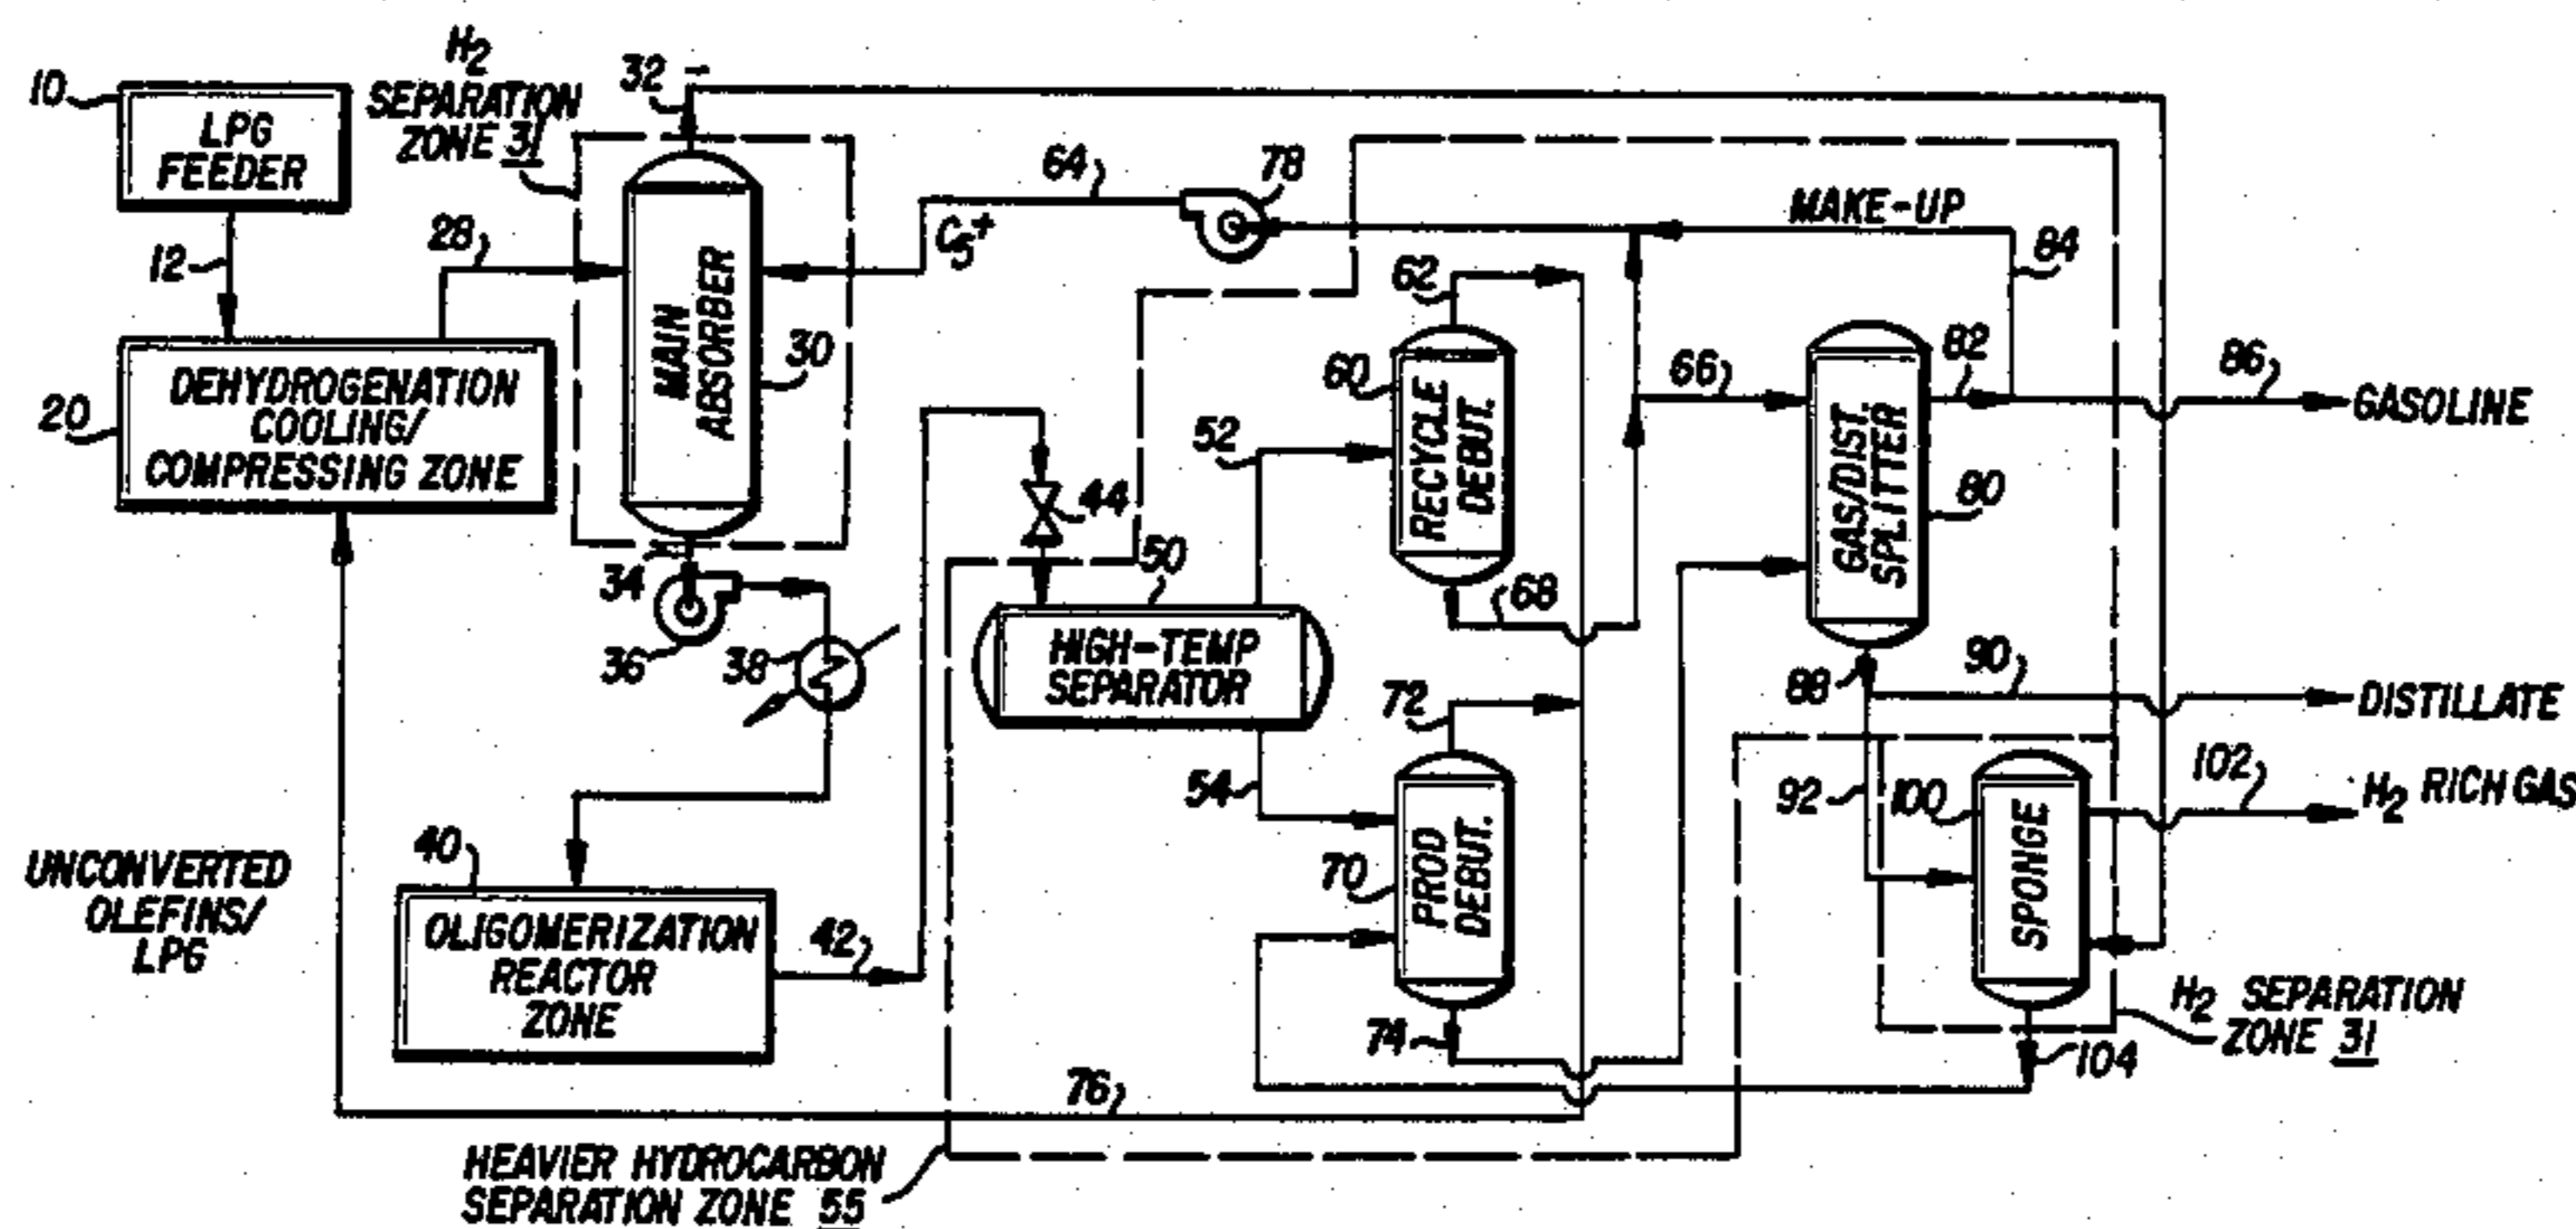 10
LPG
FEEDER
12
H2
SEPARATION
ZONE 31
32
28
20
DEHYDROGENATION
COOLING/
COMPRESSING ZONE
MAIN
ABSORBER
30
34
36
38
64
C5+
78
MAKE-UP
84
62
60
RECYCLE
DEBUT.
66
82
86
GASOLINE
GAS/DIST.
SPLITTER
80
52
44
50
HIGH-TEMP
SEPARATOR
68
88
90
DISTILLATE
72
54
70
PROD
DEBUT.
74
92
100
SPONGE
102
H2 RICH GAS
H2 SEPARATION
ZONE 31
104
40
OLIGOMERIZATION
REACTOR
ZONE
42
UNCONVERTED
OLEFINS/
LPG
76
HEAVIER HYDROCARBON
SEPARATION ZONE 55